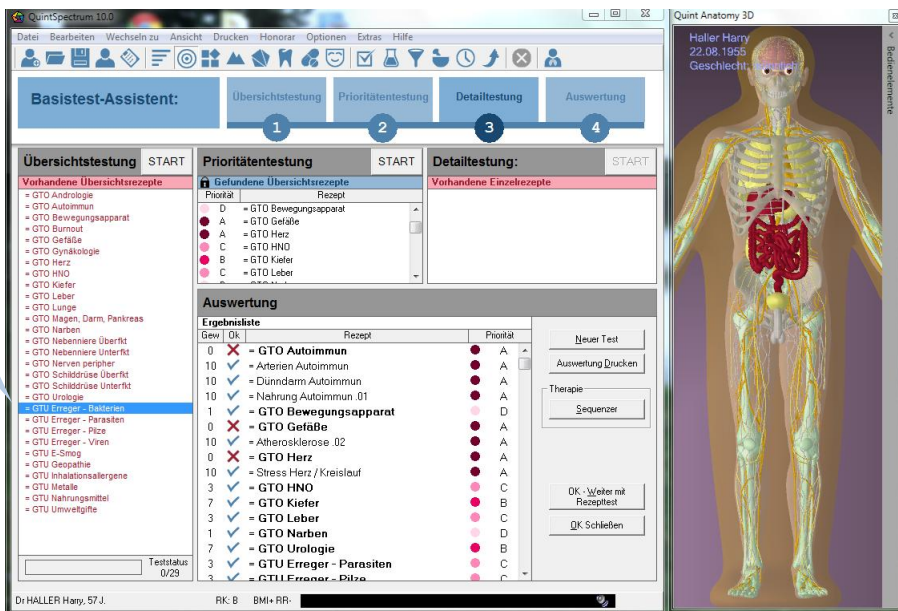 QuintSpectrum 10.0
Datei Bearbeiten Wechseln zu Ansicht Drucken Honorar Optionen Extras Hilfe
Basistest-Assistent:
Übersichtstestung Prioritätentestung Detailtestung Auswertung
1 2 3 4
Übersichtstestung START
Vorhandene Übersichtsrezepte
= GTO Andrologie
= GTO Autoimmun
= GTO Bewegungsapparat
= GTO Burnout
= GTO Gefäße
= GTO Gynäkologie
= GTO Herz
= GTO HNO
= GTO Kiefer
= GTO Leber
= GTO Lunge
= GTO Magen, Darm, Pankreas
= GTO Narben
= GTO Nebenniere Überfkt
= GTO Nebenniere Unterfkt
= GTO Nerven peripher
= GTO Schilddrüse Überfkt
= GTO Schilddrüse Unterfkt
= GTO Urologie
= GTU Erreger - Bakterien
= GTU Erreger - Parasiten
= GTU Erreger - Pilze
= GTU Erreger - Viren
= GTU E-Smog
= GTU Geopathie
= GTU Inhalationsallergene
= GTU Metalle
= GTU Nahrungsmittel
= GTU Umweltgifte
Teststatus
0/29
Prioritätentestung START
Gefundene Übersichtsrezepte
Priorität Rezept
D = GTO Bewegungsapparat
A = GTO Gefäße
A = GTO Herz
C = GTO HNO
B = GTO Kiefer
C = GTO Leber
Detailtestung: START
Vorhandene Einzelrezepte
Auswertung
Ergebnisliste
Gew Ok Rezept Priorität
0 = GTO Autoimmun A
10 = Arterien Autoimmun A
10 = Dünndarm Autoimmun A
10 = Nahrung Autoimmun .01 A
1 = GTO Bewegungsapparat D
0 = GTO Gefäße A
10 = Atherosklerose .02 A
0 = GTO Herz A
10 = Stress Herz / Kreislauf A
3 = GTO HNO C
7 = GTO Kiefer B
3 = GTO Leber C
1 = GTO Narben D
7 = GTO Urologie B
3 = GTU Erreger - Parasiten C
3 = GTU Erreger - Pilze C
Neuer Test
Auswertung Drucken
Therapie
Sequenzer
OK - Weiter mit
Rezepttest
OK Schließen
Dr HALLER Harry, 57 J. RK: B BMI+ RR-
Quint Anatomy 3D
Haller Harry
22.08.1955
Geschlecht: männlich
Bedienelemente